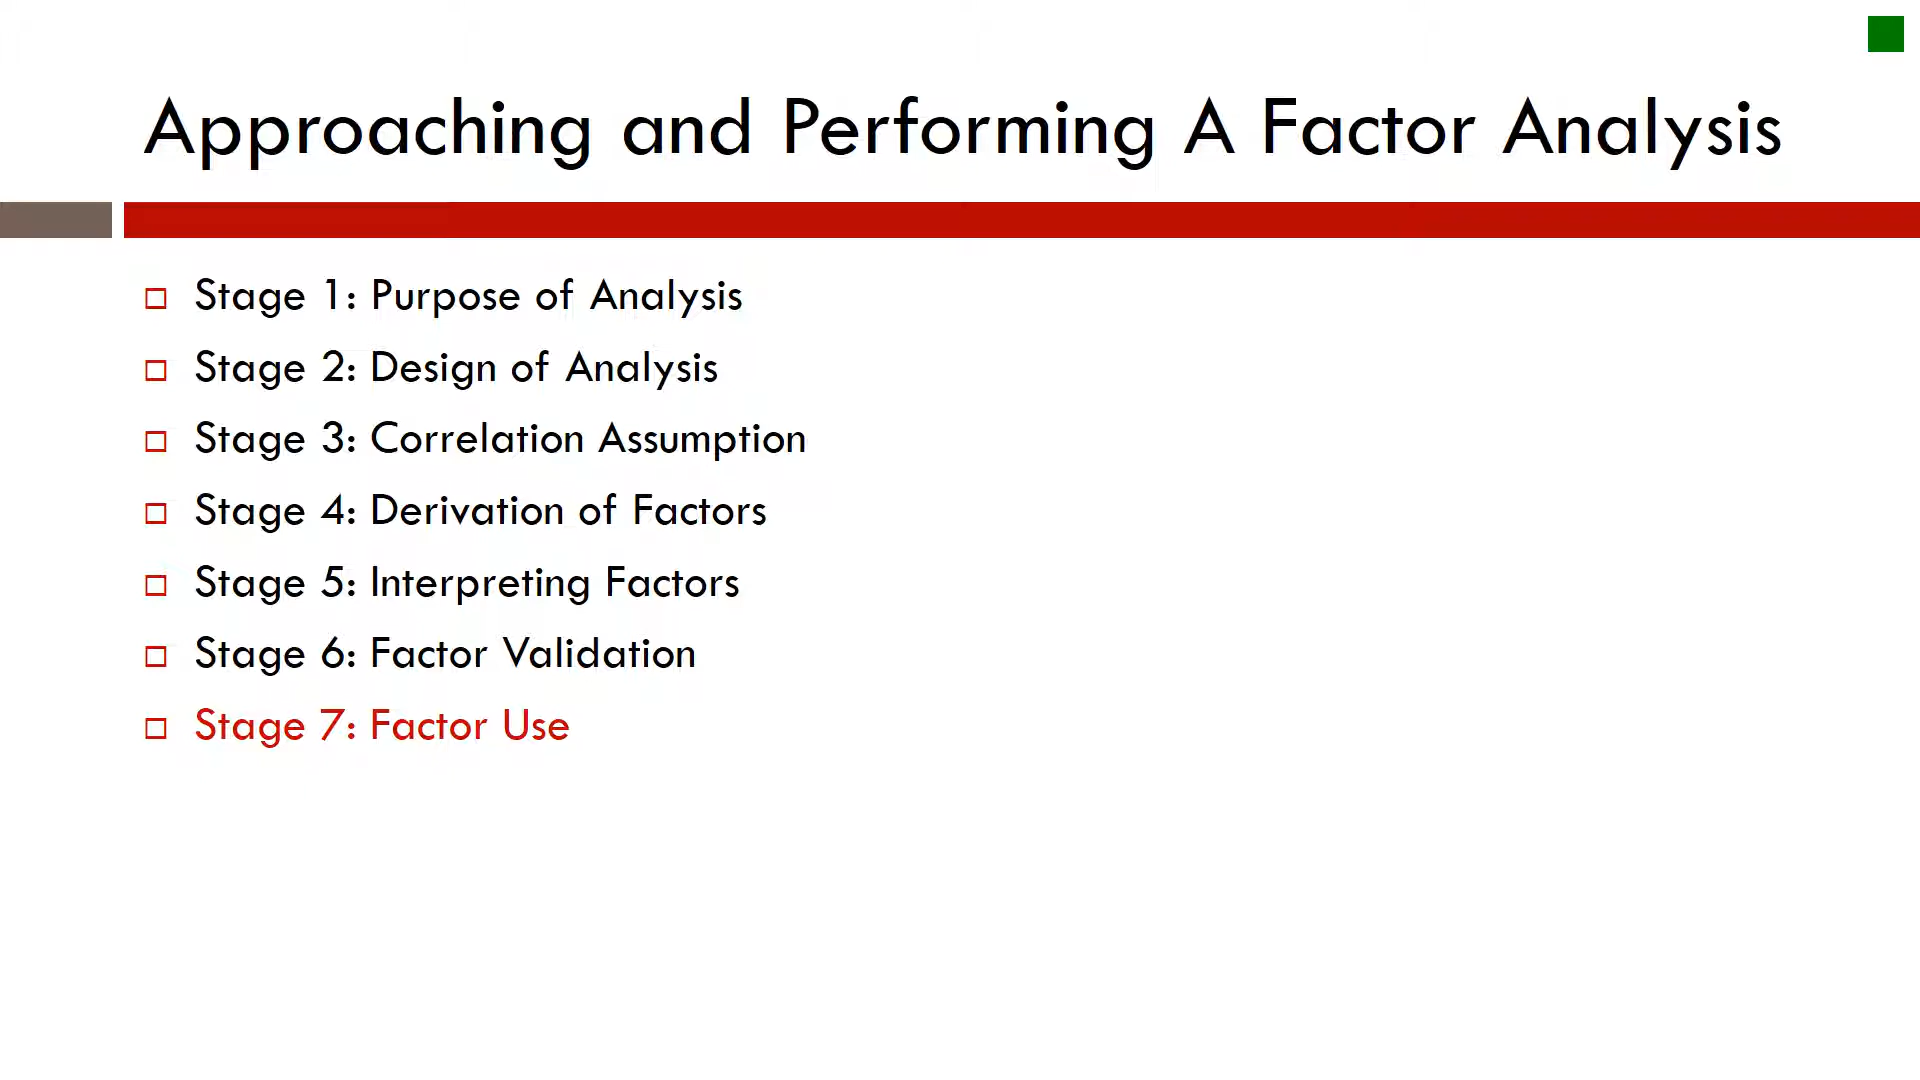 Approaching and Performing A Factor Analysis
Stage 1: Purpose of Analysis
Stage 2: Design of Analysis
Stage 3: Correlation Assumption
Stage 4: Derivation of Factors
Stage 5: Interpreting Factors
Stage 6: Factor Validation
Stage 7: Factor Use